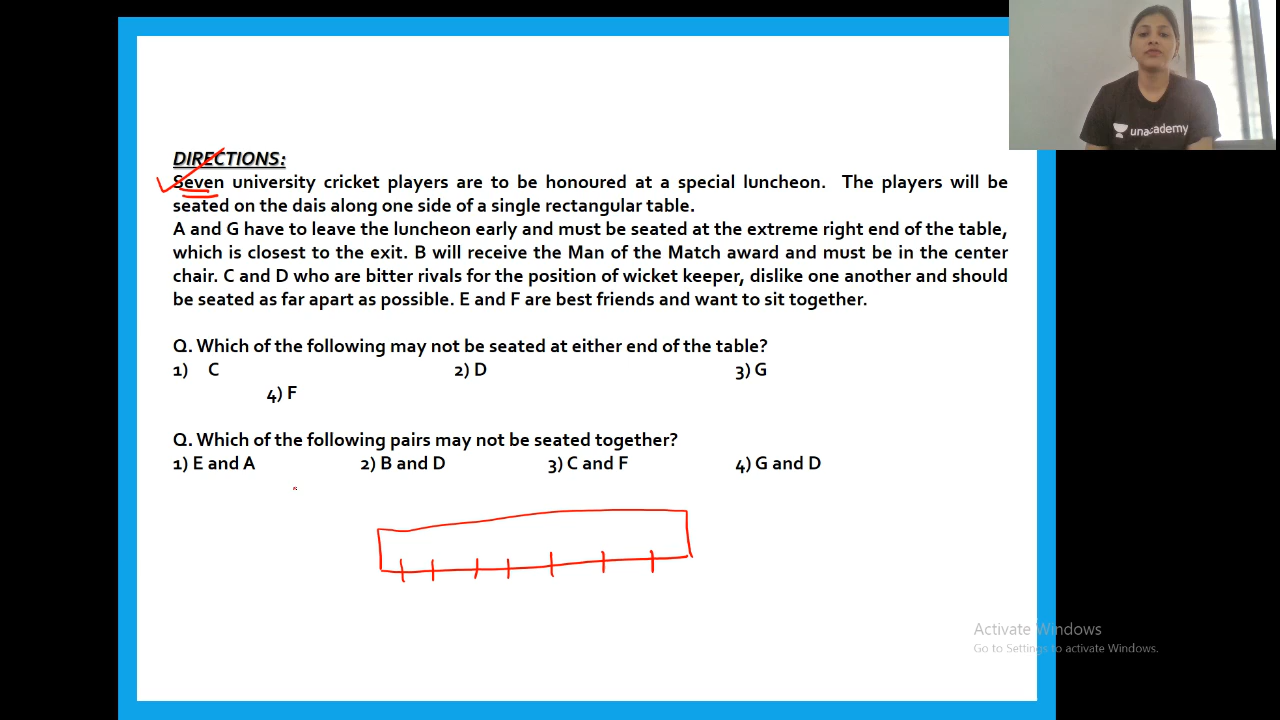 unacademy
DIRECTIONS:
Seven university cricket players are to be honoured at a special luncheon. The players will be
seated on the dais along one side of a single rectangular table.
A and G have to leave the luncheon early and must be seated at the extreme right end of the table,
which is closest to the exit. B will receive the Man of the Match award and must be in the center
chair. C and D who are bitter rivals for the position of wicket keeper, dislike one another and should
be seated as far apart as possible. E and F are best friends and want to sit together.
Q. Which of the following may not be seated at either end of the table?
1) C 2) D 3) G
4) F
Q. Which of the following pairs may not be seated together?
1) E and A 2) B and D 3) C and F 4) G and D
Activate Windows
Go to Settings to activate Windows.